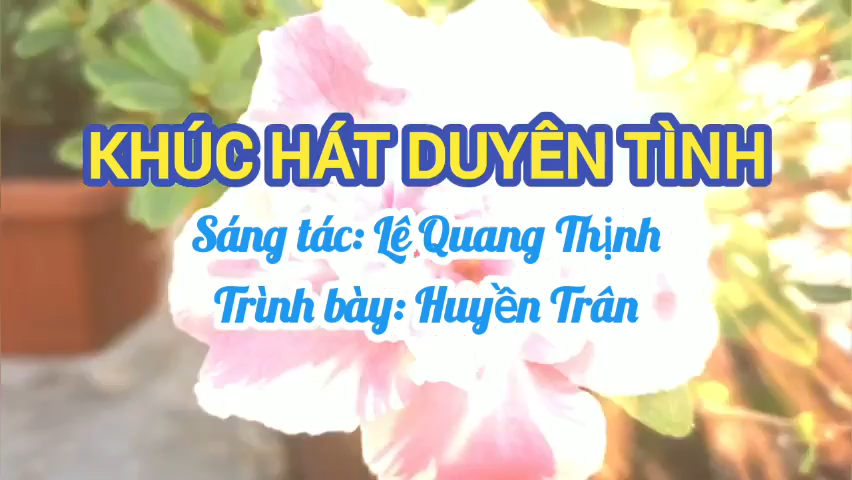 KHÚC HÁT DUYÊN TÌNH
Sáng tác: Lê Quang Thịnh
Trình bày: Huyền Trân